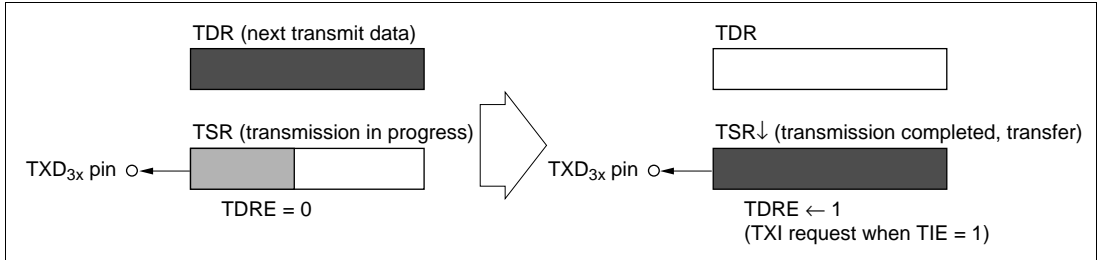 TDR (next transmit data)
TSR (transmission in progress)
TXD3x pin
TDRE = 0
TDR
TSR↓ (transmission completed, transfer)
TXD3x pin
TDRE ← 1
(TXI request when TIE = 1)